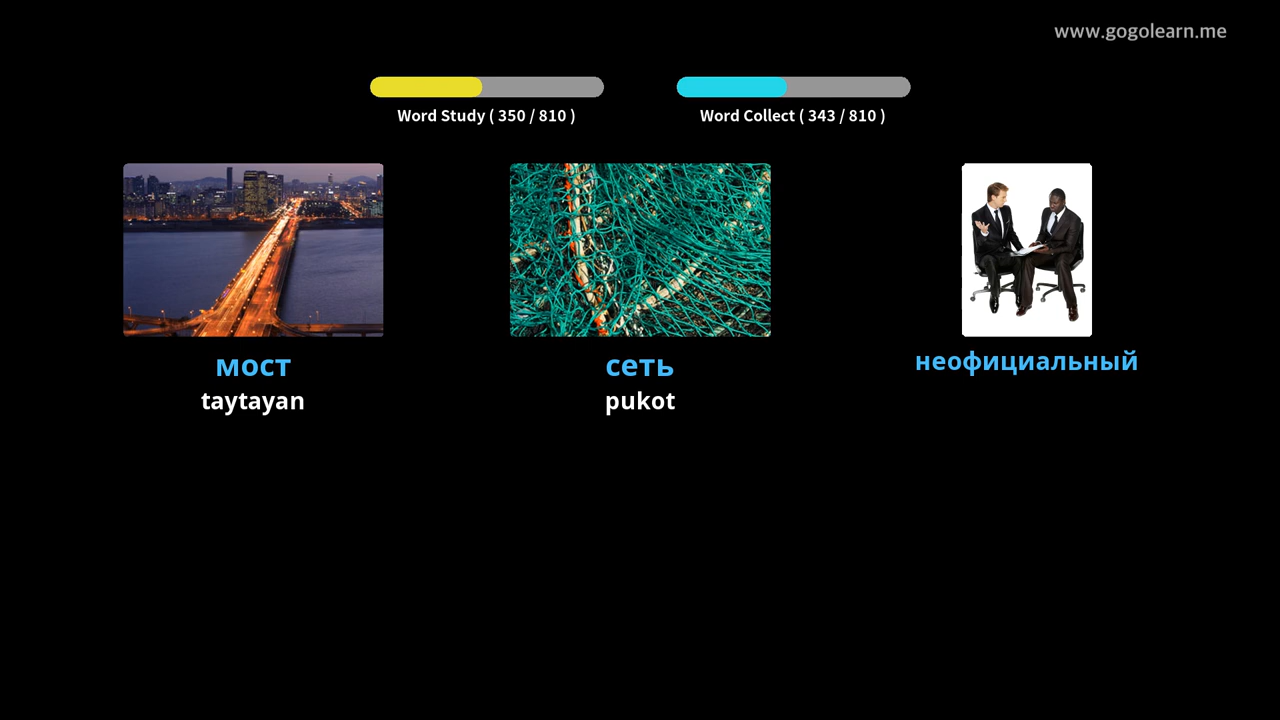 www.gogolearn.me
Word Study ( 350 / 810 )
Word Collect ( 343 / 810 )
мост
taytayan
сеть
pukot
неофициальный